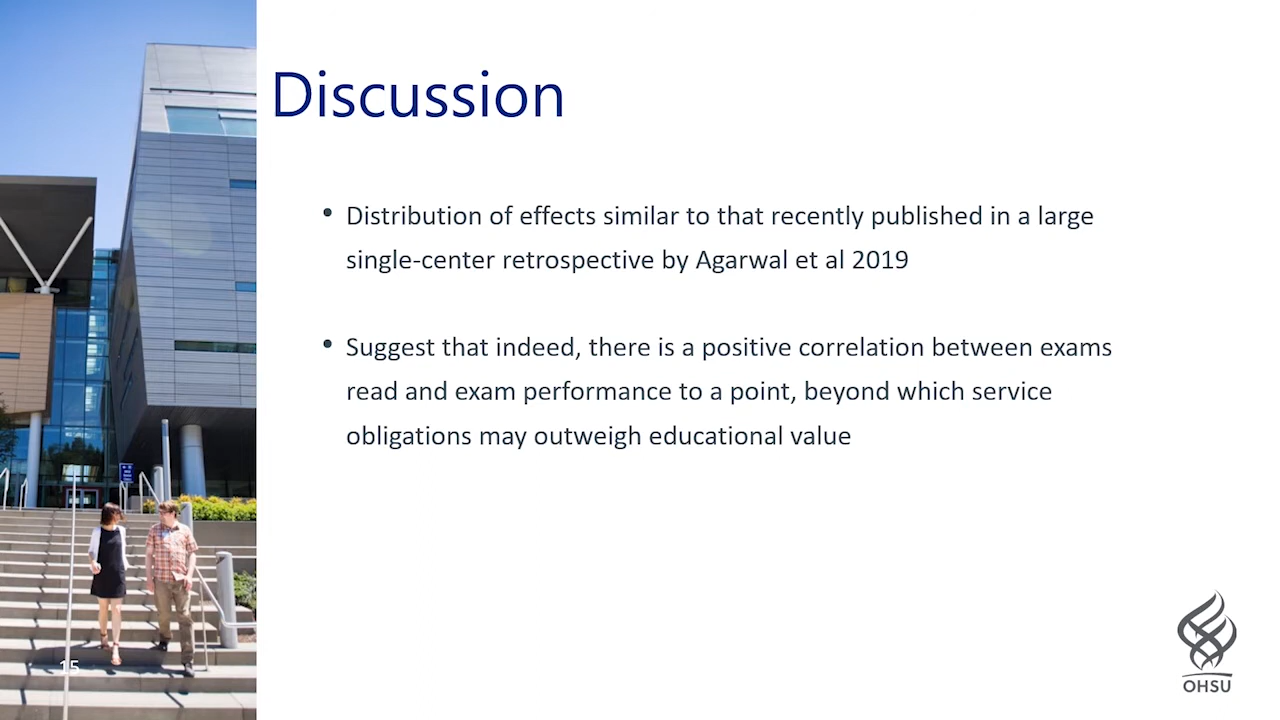 Discussion
• Distribution of effects similar to that recently published in a large
single-center retrospective by Agarwal et al 2019
• Suggest that indeed, there is a positive correlation between exams
read and exam performance to a point, beyond which service
obligations may outweigh educational value
15
OHSU